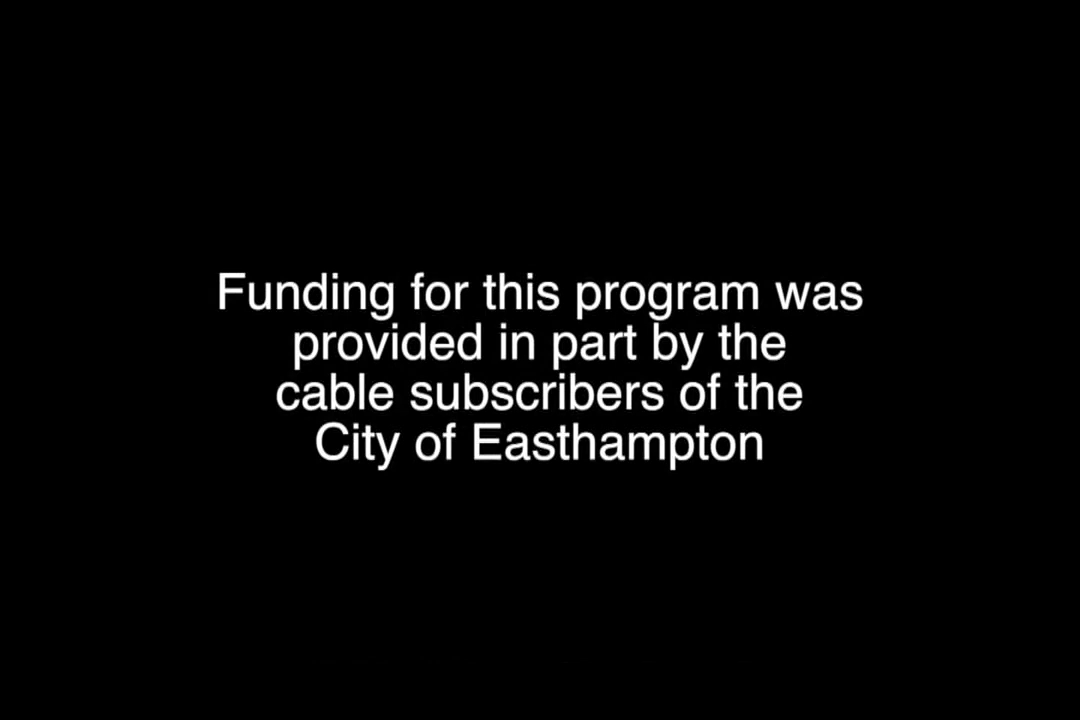 Funding for this program was
provided in part by the
cable subscribers of the
City of Easthampton